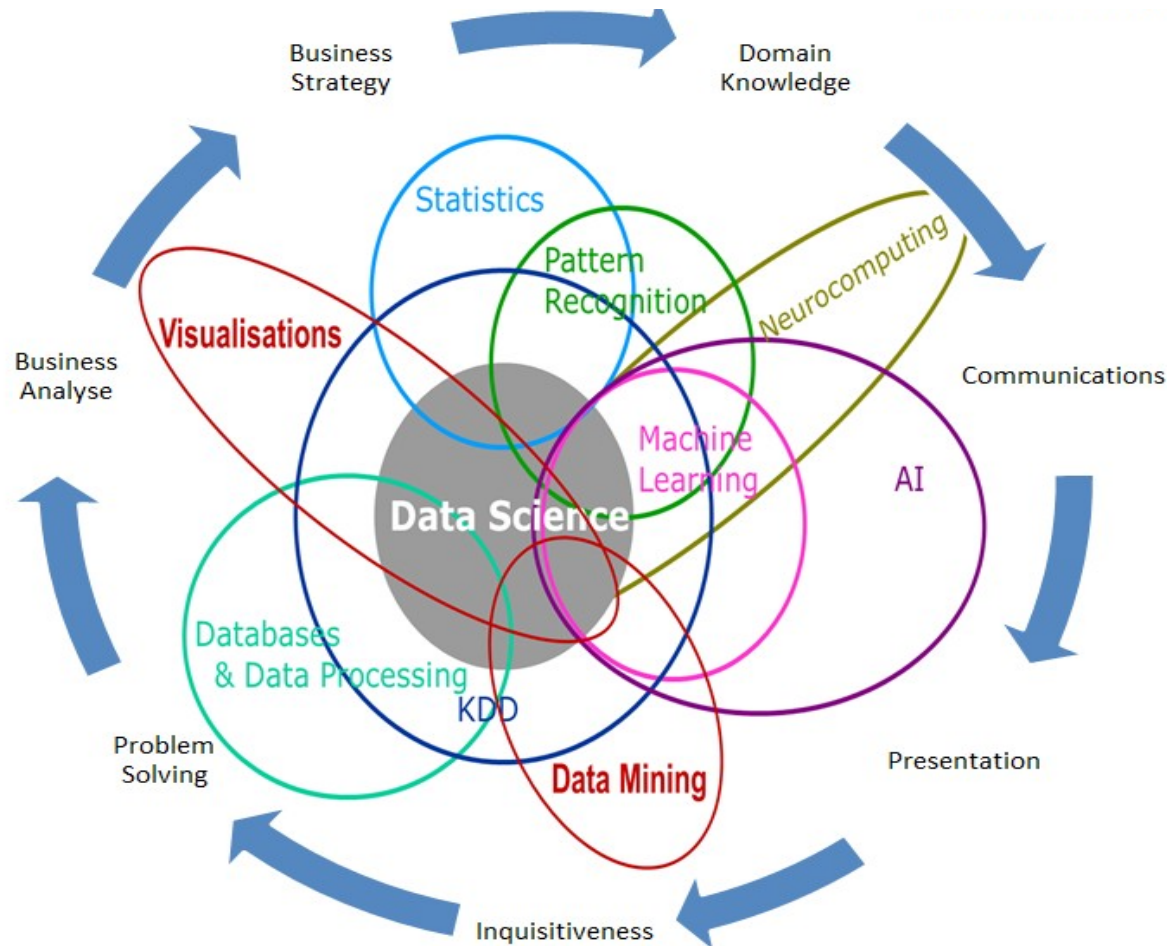 Business
Strategy
Domain
Knowledge
Statistics
Pattern
Recognition
Neurocomputing
Visualisations
Business
Analyse
Communications
Machine
Learning
AI
Data Science
Databases
& Data Processing
KDD
Problem
Solving
Data Mining
Presentation
Inquisitiveness